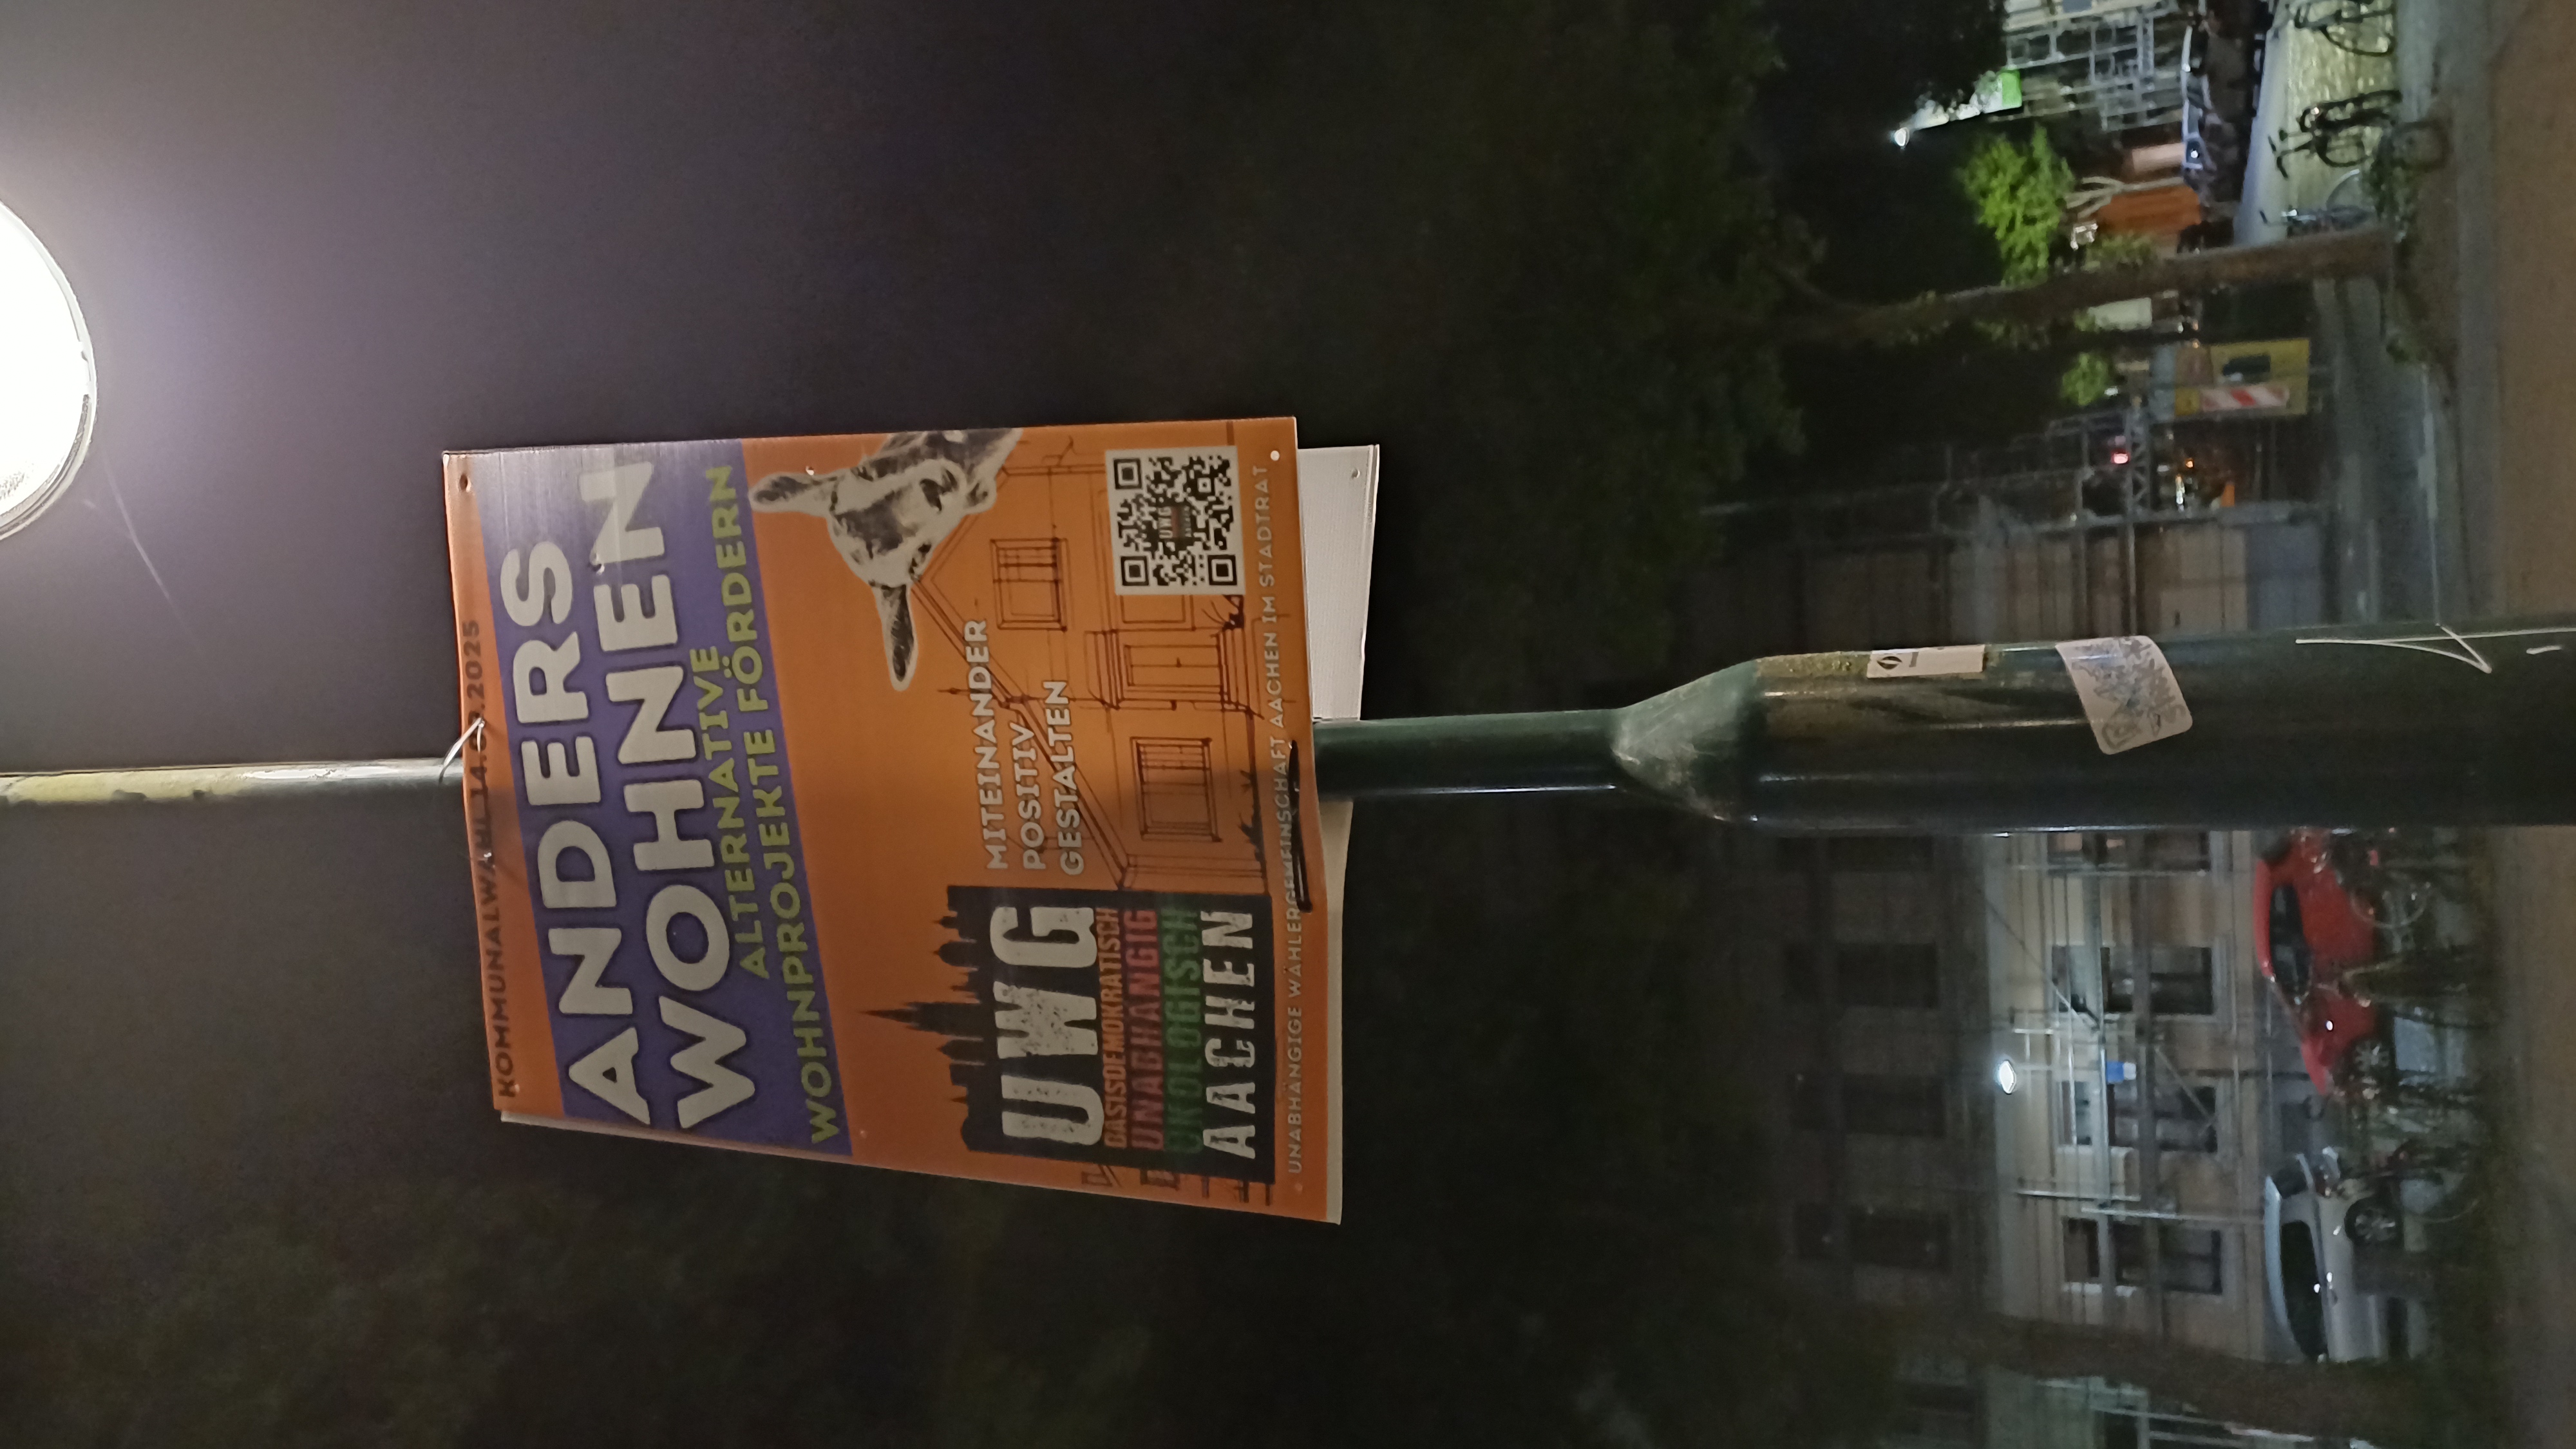 KOMMUNALWAHL 14.09.2025
ANDERS
WOHNEN
ALTERNATIVE
WOHNPROJEKTE FÖRDERN
MITEINANDER
POSITIV
GESTALTEN
UWG
BASISDEMOKRATISCH
UNABHÄNGIG
ÖKOLOGISCH
AACHEN
UWG
UNABHÄNGIGE WÄHLERGEMEINSCHAFT AACHEN IM STADTRAT